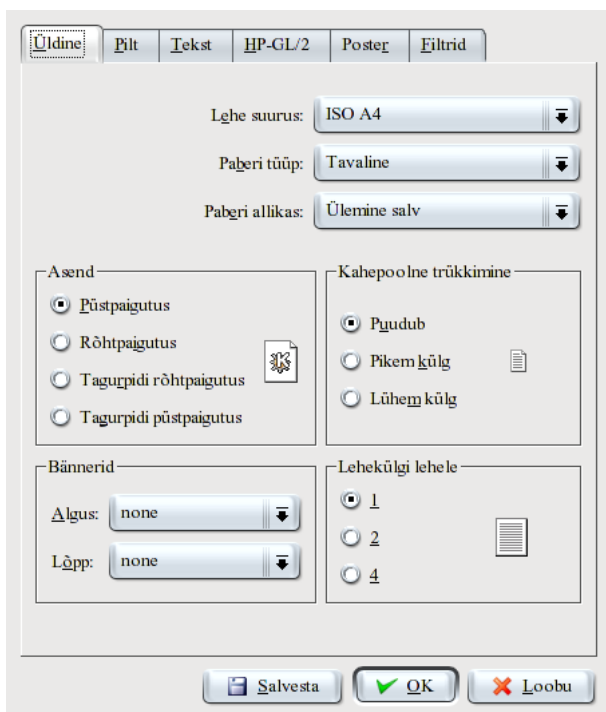 Üldine Pilt Tekst HP-GL/2 Poster Filtrid
Lehe suurus: ISO A4
Paberi tüüp: Tavaline
Paberi allikas: Ülemine salv
Asend
Püstpaigutus
Rõhtpaigutus
Tagurpidi rõhtpaigutus
Tagurpidi püstpaigutus
Kahepoolne trükkimine
Puudub
Pikem külg
Lühem külg
Bännerid
Algus: none
Lõpp: none
Lehekülgi lehele
1
2
4
Salvesta OK Loobu